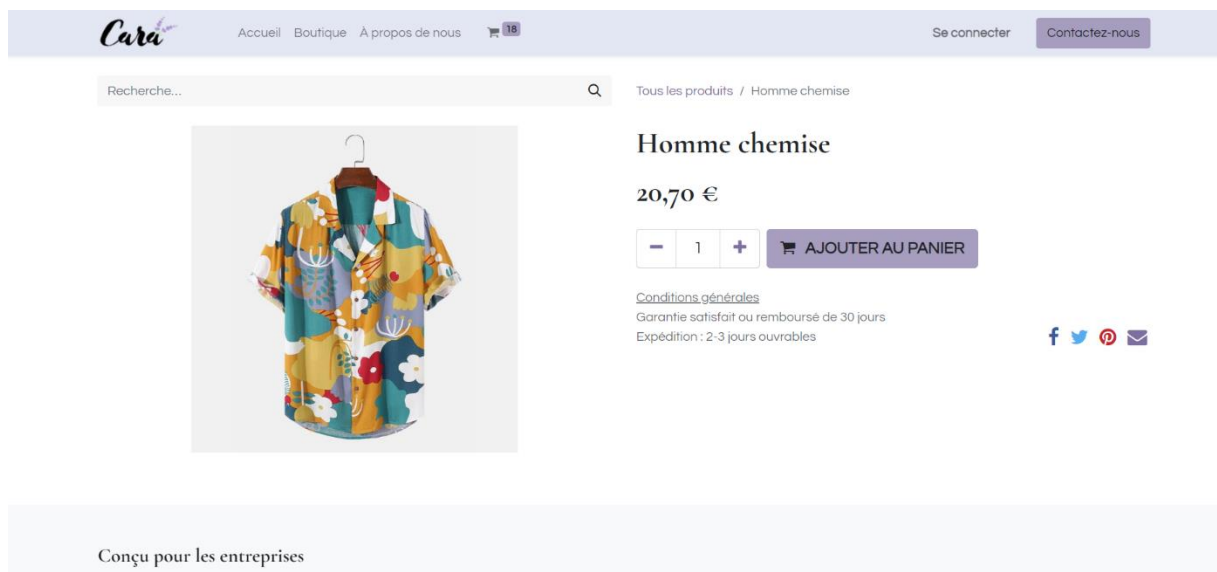 Cara
Accueil Boutique À propos de nous 18 Se connecter Contactez-nous
Recherche...
Tous les produits / Homme chemise
Homme chemise
20,70 €
1 AJOUTER AU PANIER
Conditions générales
Garantie satisfait ou remboursé de 30 jours
Expédition : 2-3 jours ouvrables
Conçu pour les entreprises